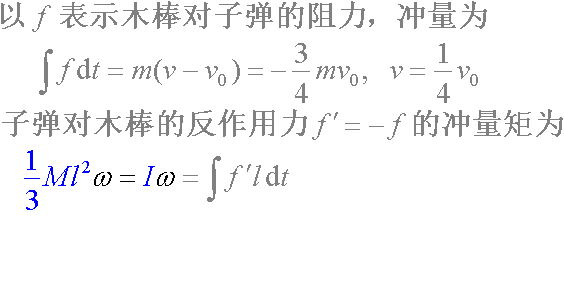 以 f 表示木棒对子弹的阻力，冲量为
∫ f dt = m(v − v₀) = − 3/4 mv₀, v = 1/4 v₀
子弹对木棒的反作用力 f′ = −f 的冲量矩为
1/3 Ml²ω = Iω = ∫ f′l dt